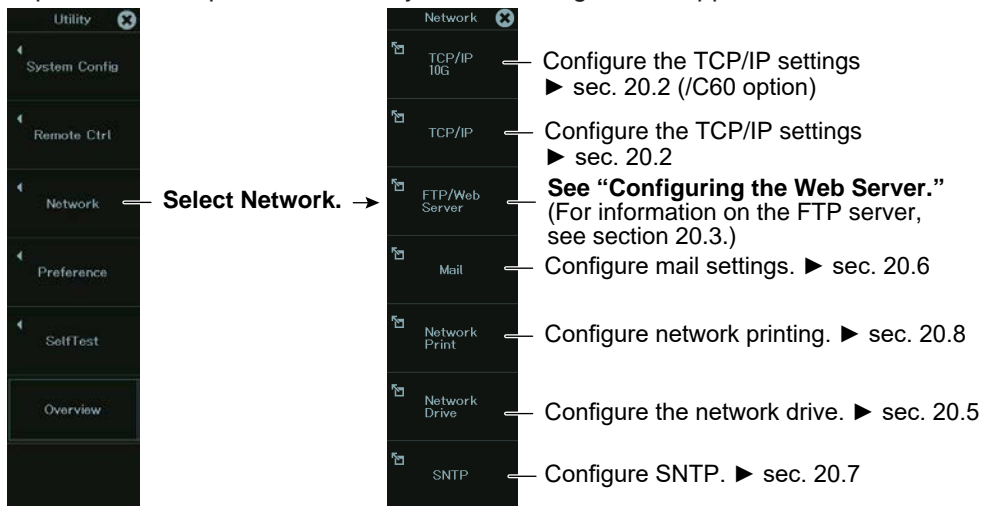 Utility
System Config
Remote Ctrl
Network
Preference
SelfTest
Overview
Select Network.
Network
TCP/IP
10G
TCP/IP
FTP/Web
Server
Mail
Network
Print
Network
Drive
SNTP
Configure the TCP/IP settings
► sec. 20.2 (/C60 option)
Configure the TCP/IP settings
► sec. 20.2
See “Configuring the Web Server.”
(For information on the FTP server,
see section 20.3.)
Configure mail settings. ► sec. 20.6
Configure network printing. ► sec. 20.8
Configure the network drive. ► sec. 20.5
Configure SNTP. ► sec. 20.7